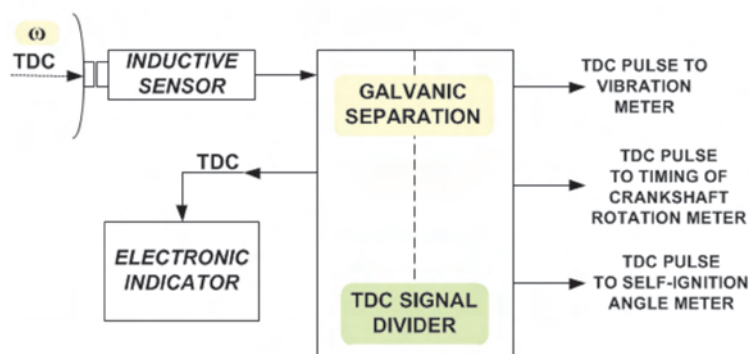 ω
TDC
INDUCTIVE
SENSOR
GALVANIC
SEPARATION
TDC PULSE TO
VIBRATION
METER
TDC
TDC PULSE
TO TIMING OF
CRANKSHAFT
ROTATION METER
ELECTRONIC
INDICATOR
TDC SIGNAL
DIVIDER
TDC PULSE
TO SELF-IGNITION
ANGLE METER